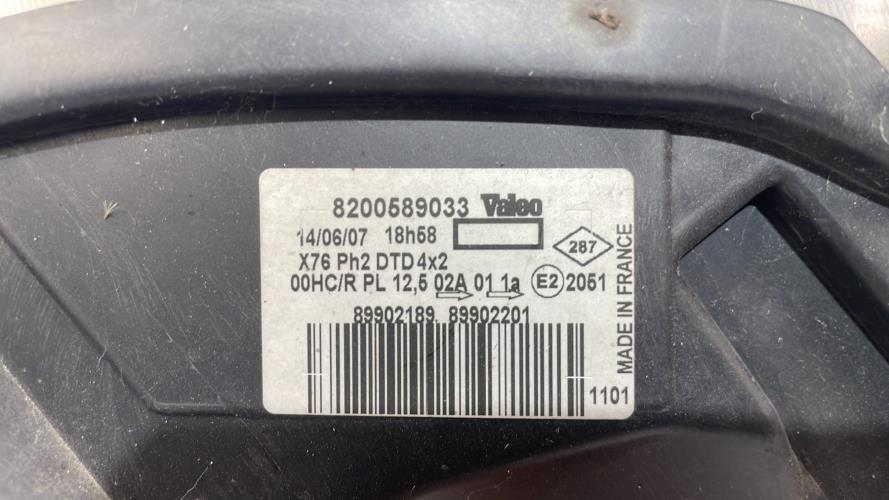 8200589033 Valeo
14/06/07 18h58
287
X76 Ph2 DTD 4x2
00HC/R PL 12,5 02A 01 1a E2 2051
89902189 89902201
1101
MADE IN FRANCE